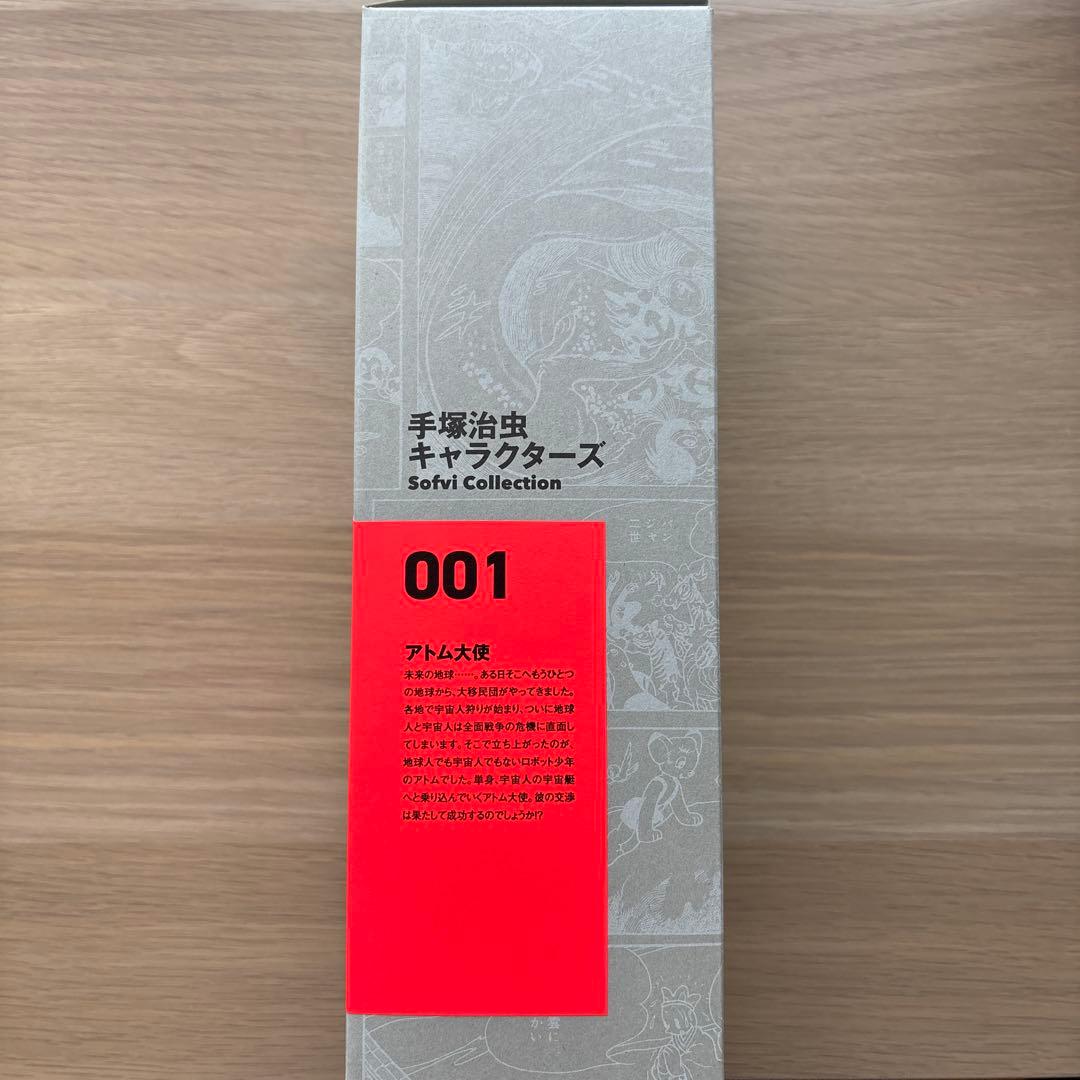 手塚治虫
キャラクターズ
Sofvi Collection
001
アトム大使
未来の地球……。ある日そこへもうひとつ
の地球から、大移民団がやってきました。
各地で宇宙人狩りが始まり、ついに地球
人と宇宙人は全面戦争の危機に直面し
てしまいます。そこで立ち上がったのが、
地球人でも宇宙人でもないロボット少年
のアトムでした。単身、宇宙人の宇宙艇
へと乗り込んでいくアトム大使。彼の交渉
は果たして成功するのでしょうか!?